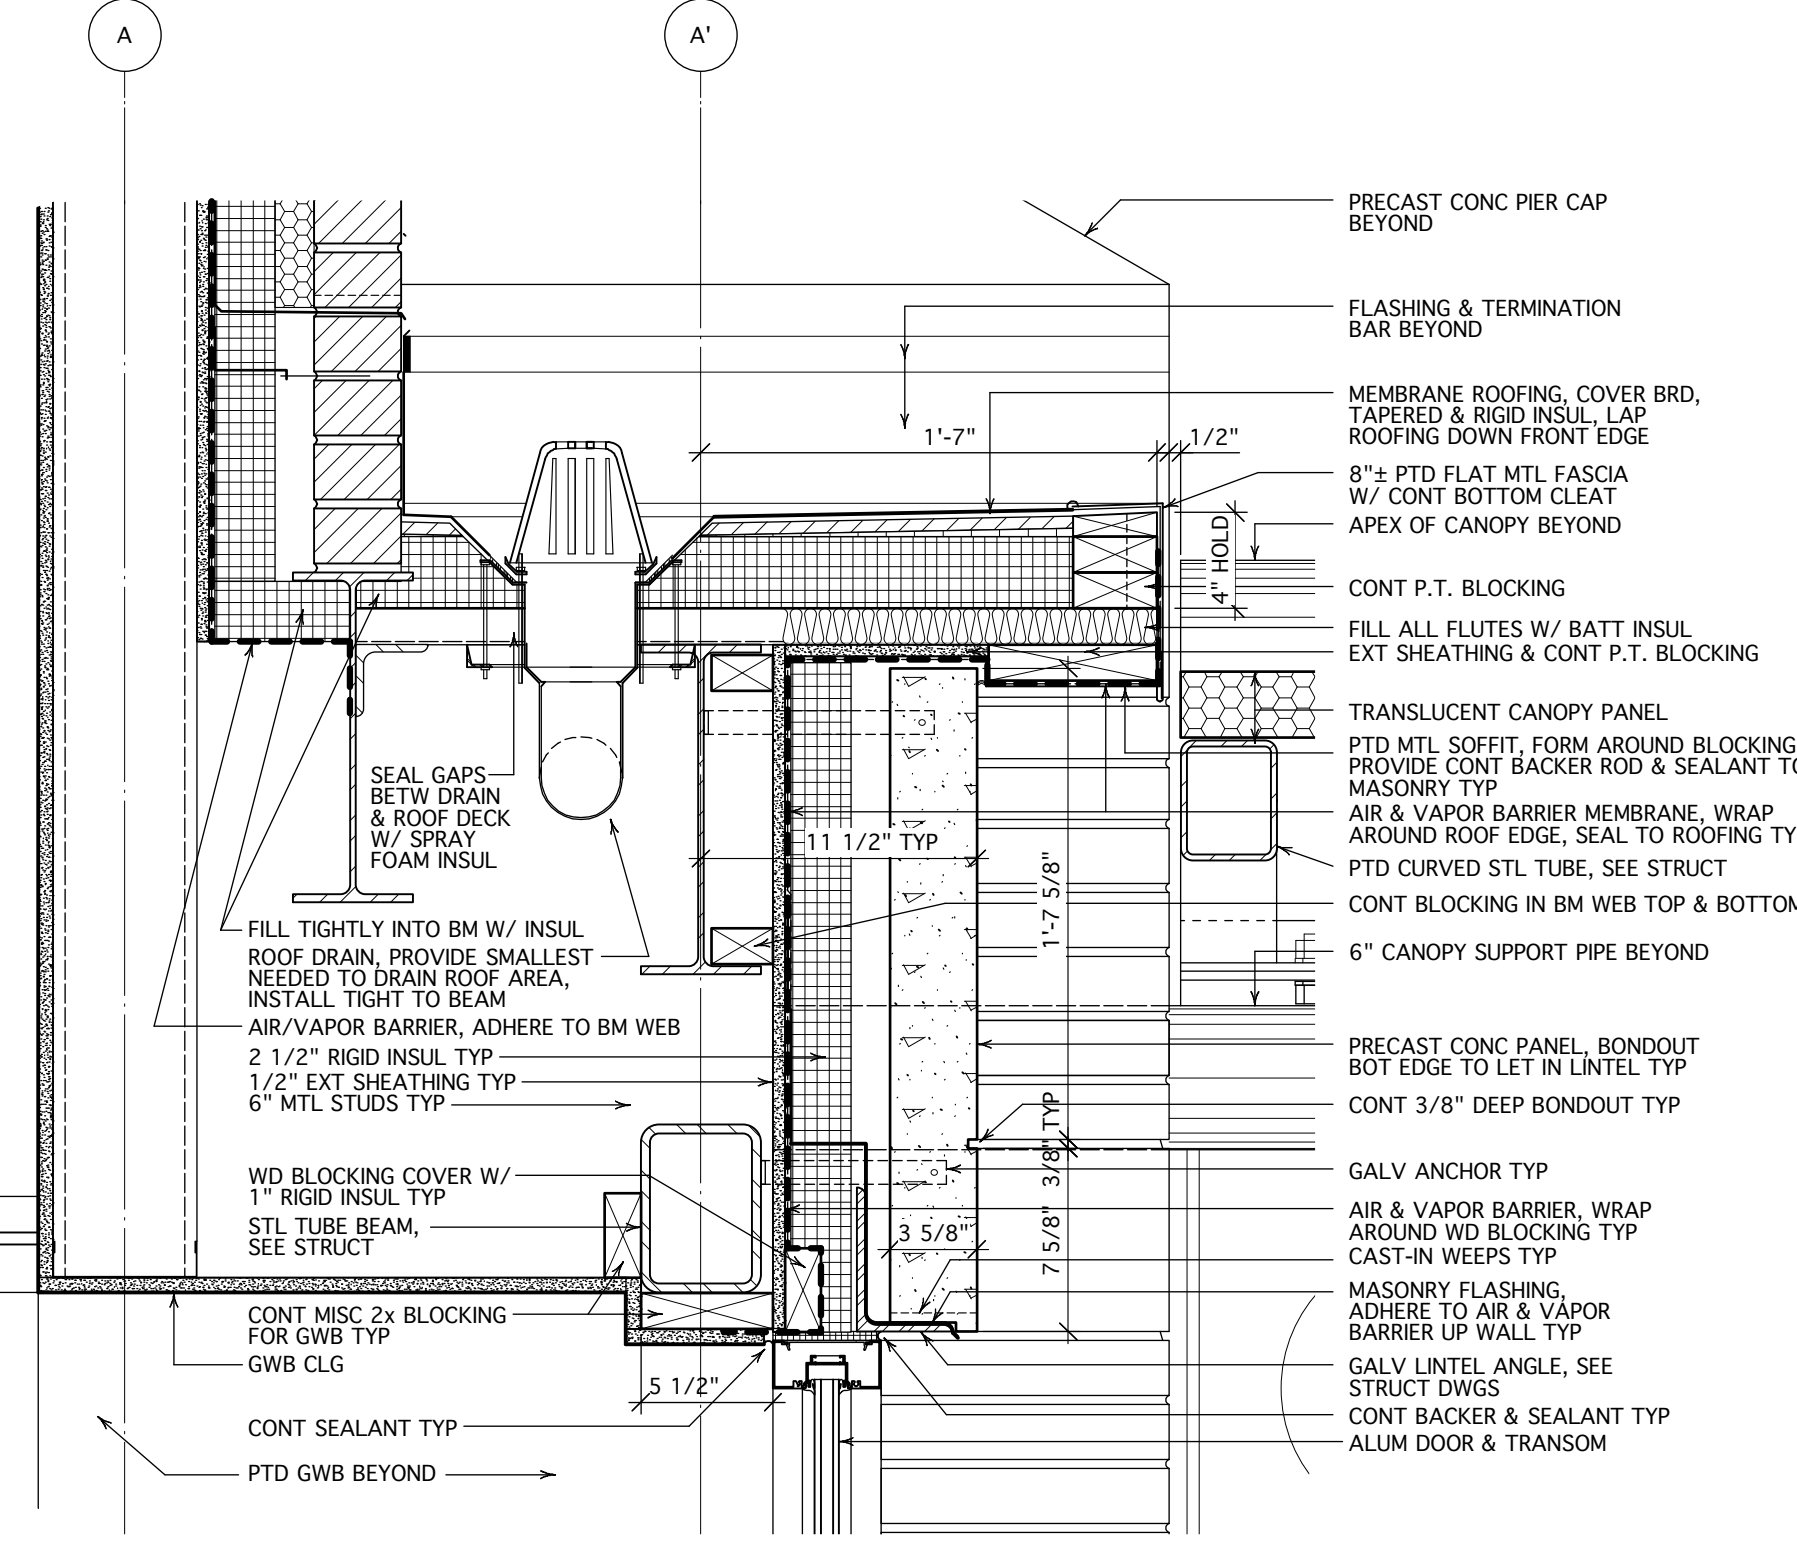 A
A'
PRECAST CONC PIER CAP
BEYOND
FLASHING & TERMINATION
BAR BEYOND
MEMBRANE ROOFING, COVER BRD,
TAPERED & RIGID INSUL, LAP
ROOFING DOWN FRONT EDGE
1'-7"
1/2"
8"± PTD FLAT MTL FASCIA
W/ CONT BOTTOM CLEAT
APEX OF CANOPY BEYOND
4" HOLD
CONT P.T. BLOCKING
FILL ALL FLUTES W/ BATT INSUL
EXT SHEATHING & CONT P.T. BLOCKING
TRANSLUCENT CANOPY PANEL
PTD MTL SOFFIT, FORM AROUND BLOCKING
PROVIDE CONT BACKER ROD & SEALANT TO
MASONRY TYP
AIR & VAPOR BARRIER MEMBRANE, WRAP
AROUND ROOF EDGE, SEAL TO ROOFING TY
PTD CURVED STL TUBE, SEE STRUCT
CONT BLOCKING IN BM WEB TOP & BOTTOM
6" CANOPY SUPPORT PIPE BEYOND
PRECAST CONC PANEL, BONDOUT
BOT EDGE TO LET IN LINTEL TYP
CONT 3/8" DEEP BONDOUT TYP
GALV ANCHOR TYP
AIR & VAPOR BARRIER, WRAP
AROUND WD BLOCKING TYP
CAST-IN WEEPS TYP
MASONRY FLASHING,
ADHERE TO AIR & VAPOR
BARRIER UP WALL TYP
GALV LINTEL ANGLE, SEE
STRUCT DWGS
CONT BACKER & SEALANT TYP
ALUM DOOR & TRANSOM
SEAL GAPS
BETW DRAIN
& ROOF DECK
W/ SPRAY
FOAM INSUL
11 1/2" TYP
1'-7 5/8"
3/8" TYP
7 5/8"
3 5/8"
5 1/2"
FILL TIGHTLY INTO BM W/ INSUL
ROOF DRAIN, PROVIDE SMALLEST
NEEDED TO DRAIN ROOF AREA,
INSTALL TIGHT TO BEAM
AIR/VAPOR BARRIER, ADHERE TO BM WEB
2 1/2" RIGID INSUL TYP
1/2" EXT SHEATHING TYP
6" MTL STUDS TYP
WD BLOCKING COVER W/
1" RIGID INSUL TYP
STL TUBE BEAM,
SEE STRUCT
CONT MISC 2x BLOCKING
FOR GWB TYP
GWB CLG
CONT SEALANT TYP
PTD GWB BEYOND